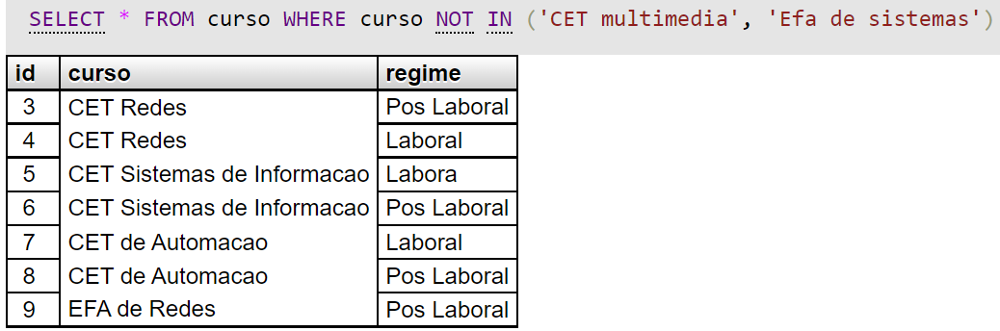 SELECT * FROM curso WHERE curso NOT IN ('CET multimedia', 'Efa de sistemas')
id curso regime
3 CET Redes Pos Laboral
4 CET Redes Laboral
5 CET Sistemas de Informacao Labora
6 CET Sistemas de Informacao Pos Laboral
7 CET de Automacao Laboral
8 CET de Automacao Pos Laboral
9 EFA de Redes Pos Laboral